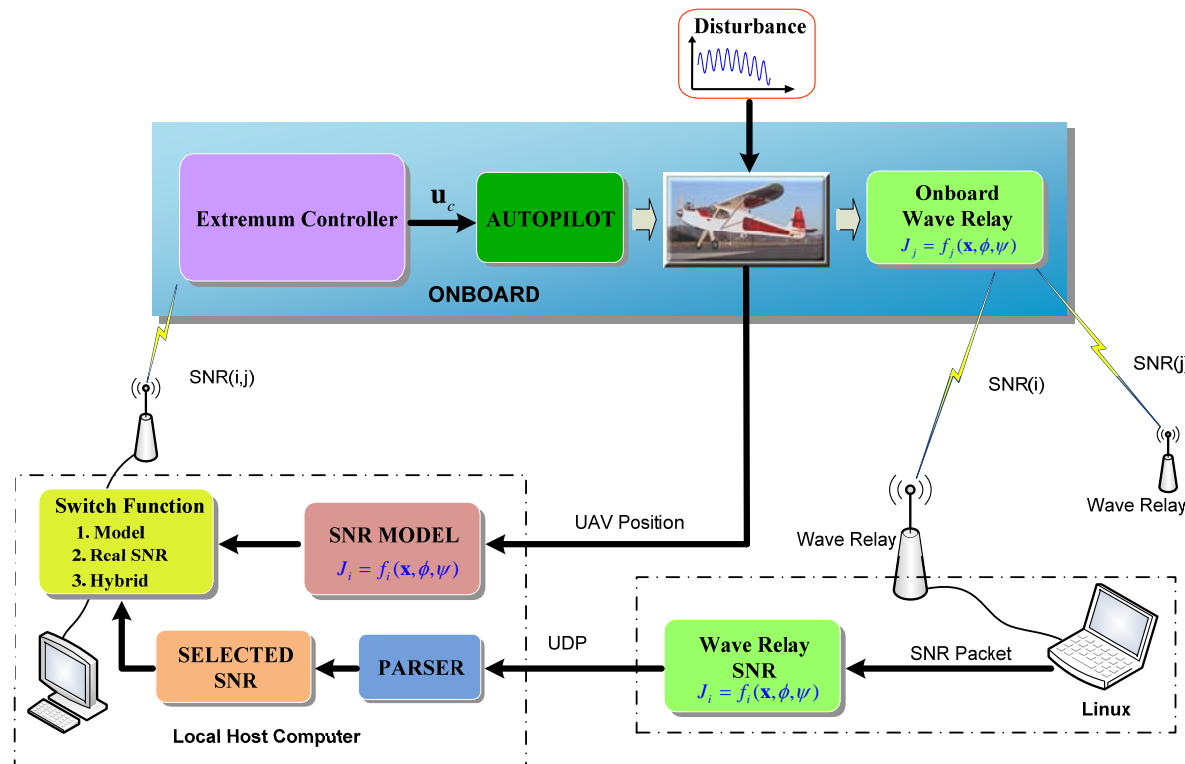 Disturbance
Extremum Controller
u_c
AUTOPILOT
Onboard
Wave Relay
J_j = f_j(x,ϕ,ψ)
ONBOARD
SNR(i,j)
SNR(i)
SNR(j)
Switch Function
1. Model
2. Real SNR
3. Hybrid
SNR MODEL
J_i = f_i(x,ϕ,ψ)
UAV Position
Wave Relay
Wave Relay
SELECTED
SNR
PARSER
UDP
Wave Relay
SNR
J_i = f_i(x,ϕ,ψ)
SNR Packet
Linux
Local Host Computer